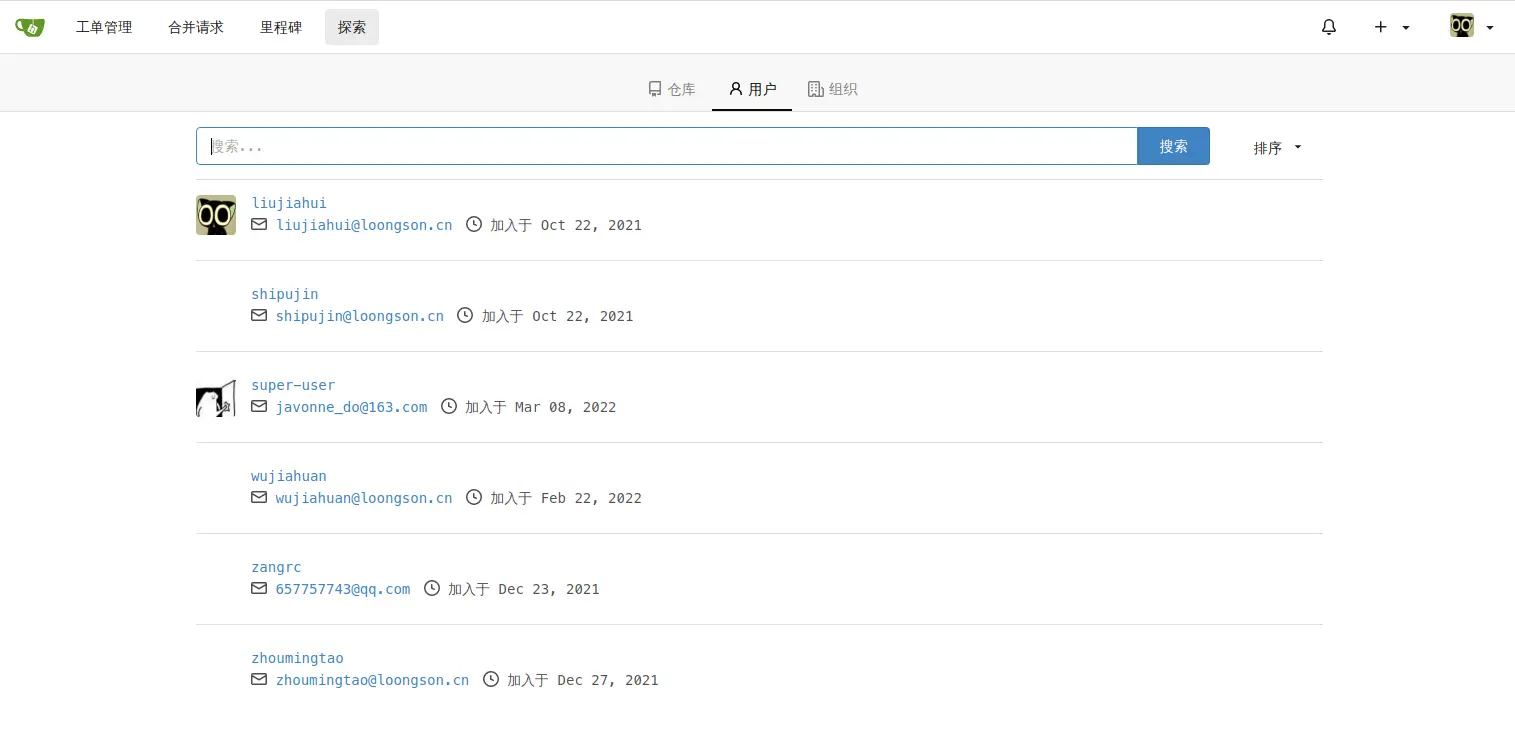 工单管理 合并请求 里程碑 探索
仓库 用户 组织
搜索... 搜索 排序
liujiahui
liujiahui@loongson.cn 加入于 Oct 22, 2021
shipujin
shipujin@loongson.cn 加入于 Oct 22, 2021
super-user
javonne_do@163.com 加入于 Mar 08, 2022
wujiahuan
wujiahuan@loongson.cn 加入于 Feb 22, 2022
zangrc
657757743@qq.com 加入于 Dec 23, 2021
zhoumingtao
zhoumingtao@loongson.cn 加入于 Dec 27, 2021